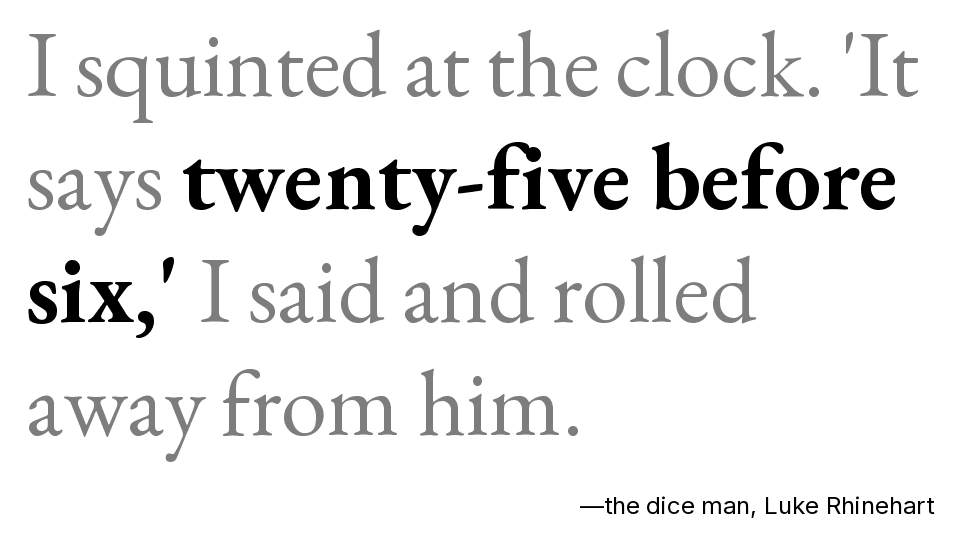 I squinted at the clock. 'It
says twenty-five before
six,' I said and rolled
away from him.
—the dice man, Luke Rhinehart